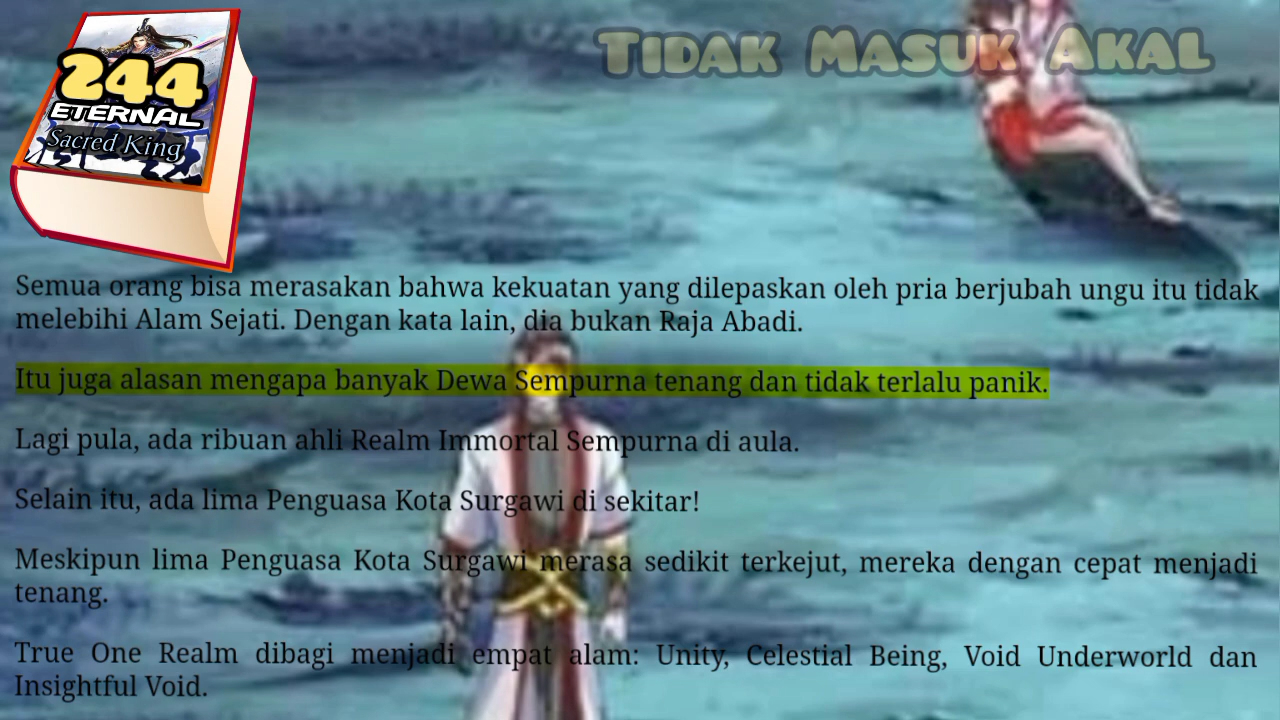 244
ETERNAL
Sacred King
TIDAK MASUK AKAL
Semua orang bisa merasakan bahwa kekuatan yang dilepaskan oleh pria berjubah ungu itu tidak
melebihi Alam Sejati. Dengan kata lain, dia bukan Raja Abadi.
Itu juga alasan mengapa banyak Dewa Sempurna tenang dan tidak terlalu panik.
Lagi pula, ada ribuan ahli Realm Immortal Sempurna di aula.
Selain itu, ada lima Penguasa Kota Surgawi di sekitar!
Meskipun lima Penguasa Kota Surgawi merasa sedikit terkejut, mereka dengan cepat menjadi
tenang.
True One Realm dibagi menjadi empat alam: Unity, Celestial Being, Void Underworld dan
Insightful Void.